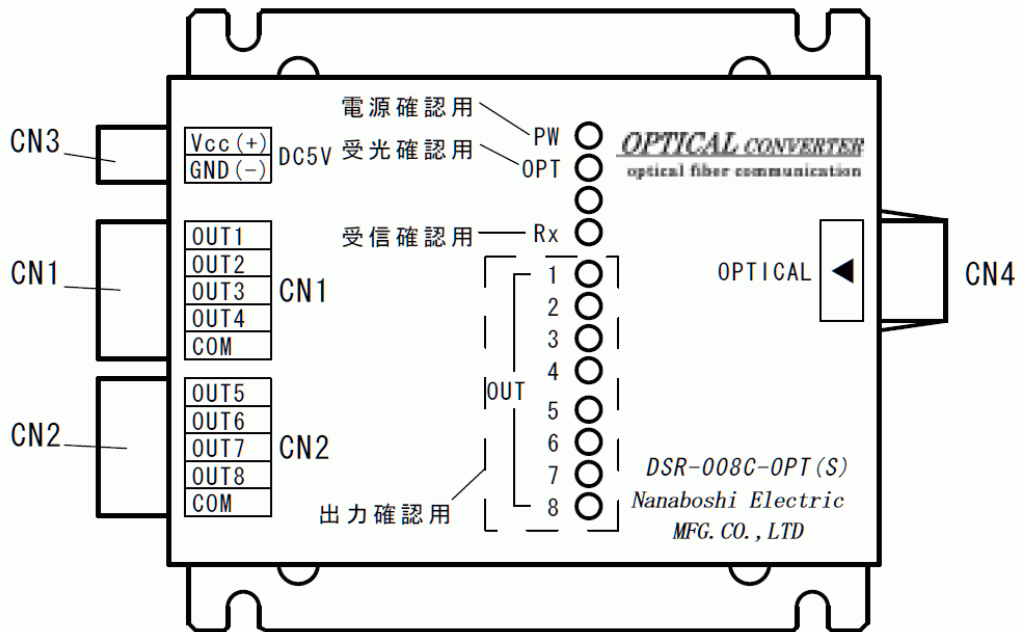 電源確認用
CN3
Vcc(+)
GND(-)
DC5V
受光確認用
PW
OPT
OPTICAL CONVERTER
optical fiber communication
受信確認用
Rx
CN1
OUT1
OUT2
OUT3
OUT4
COM
CN1
OPTICAL
CN4
1
2
3
4
5
6
7
8
OUT
CN2
OUT5
OUT6
OUT7
OUT8
COM
CN2
出力確認用
DSR-008C-OPT(S)
Nanaboshi Electric
MFG.CO.,LTD